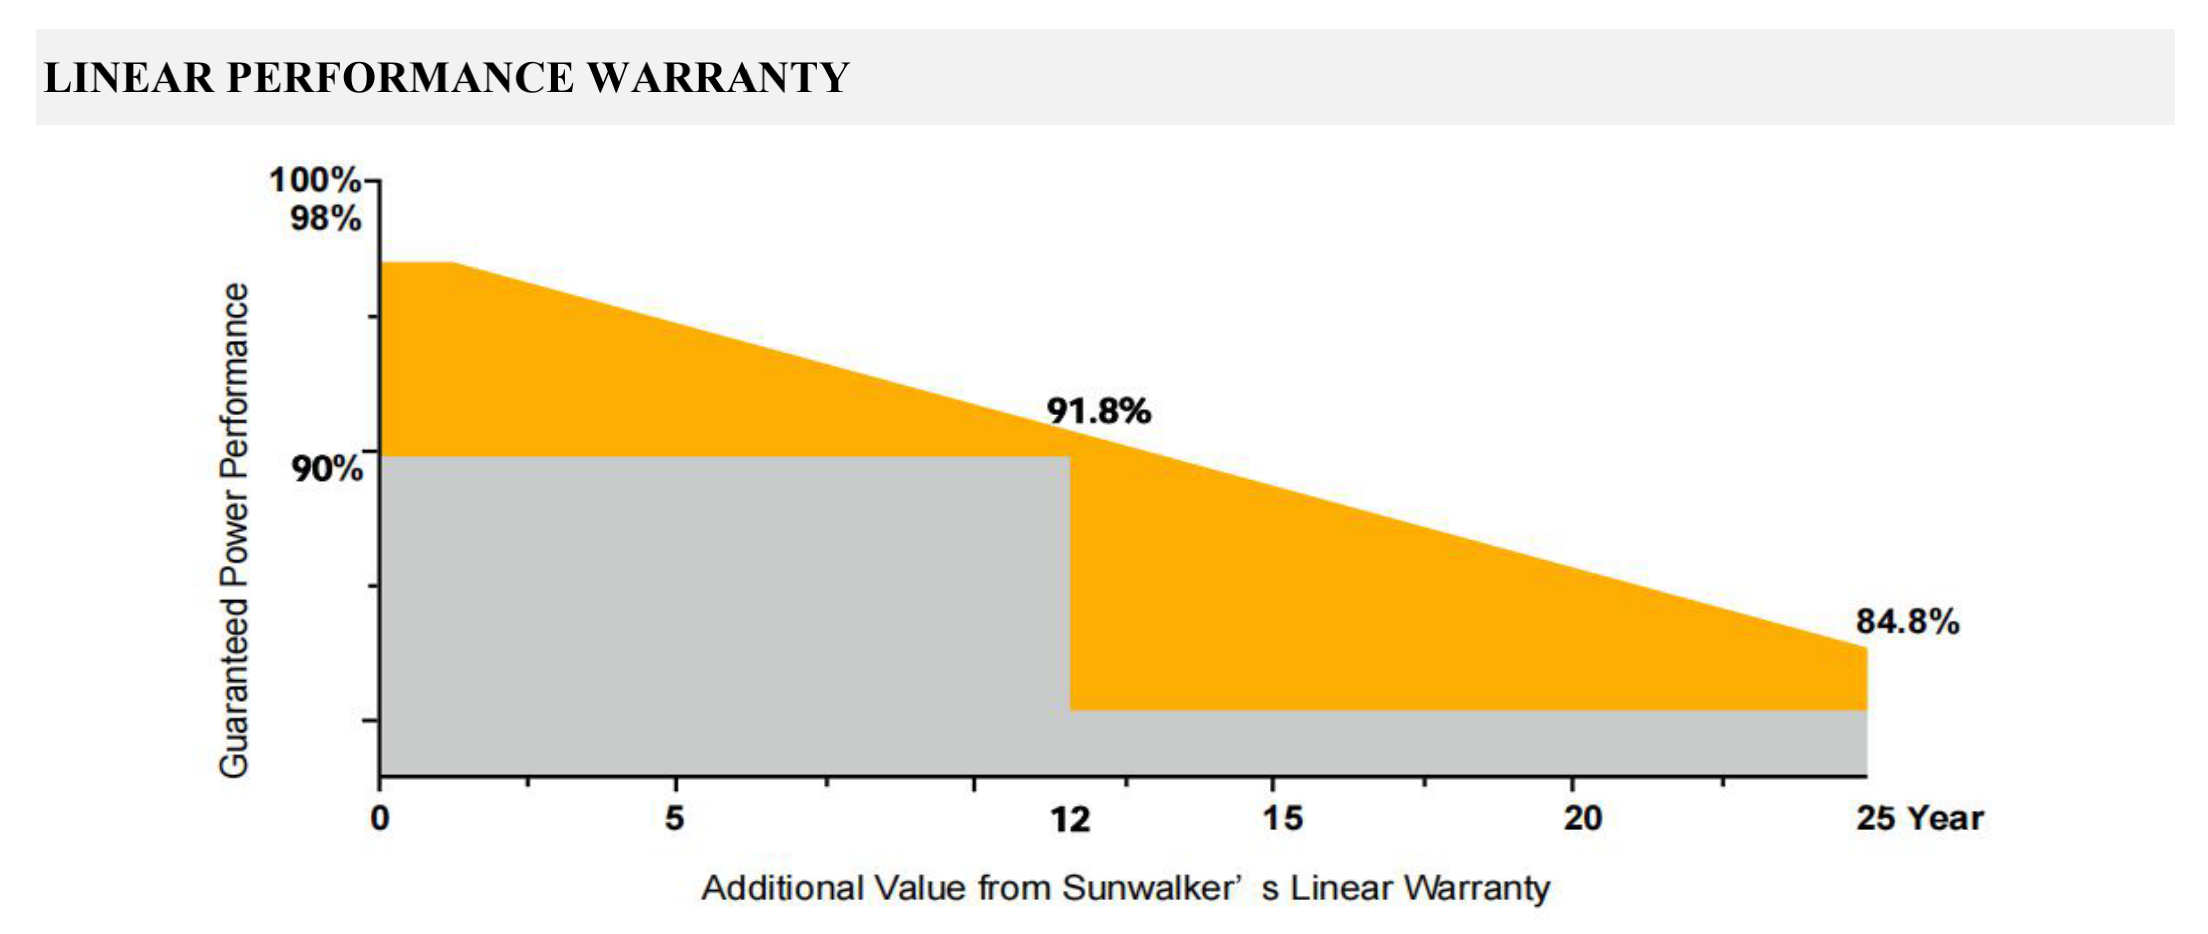 LINEAR PERFORMANCE WARRANTY
100%
98%
91.8%
90%
84.8%
Guaranteed Power Performance
0 5 12 15 20 25 Year
Additional Value from Sunwalker’ s Linear Warranty